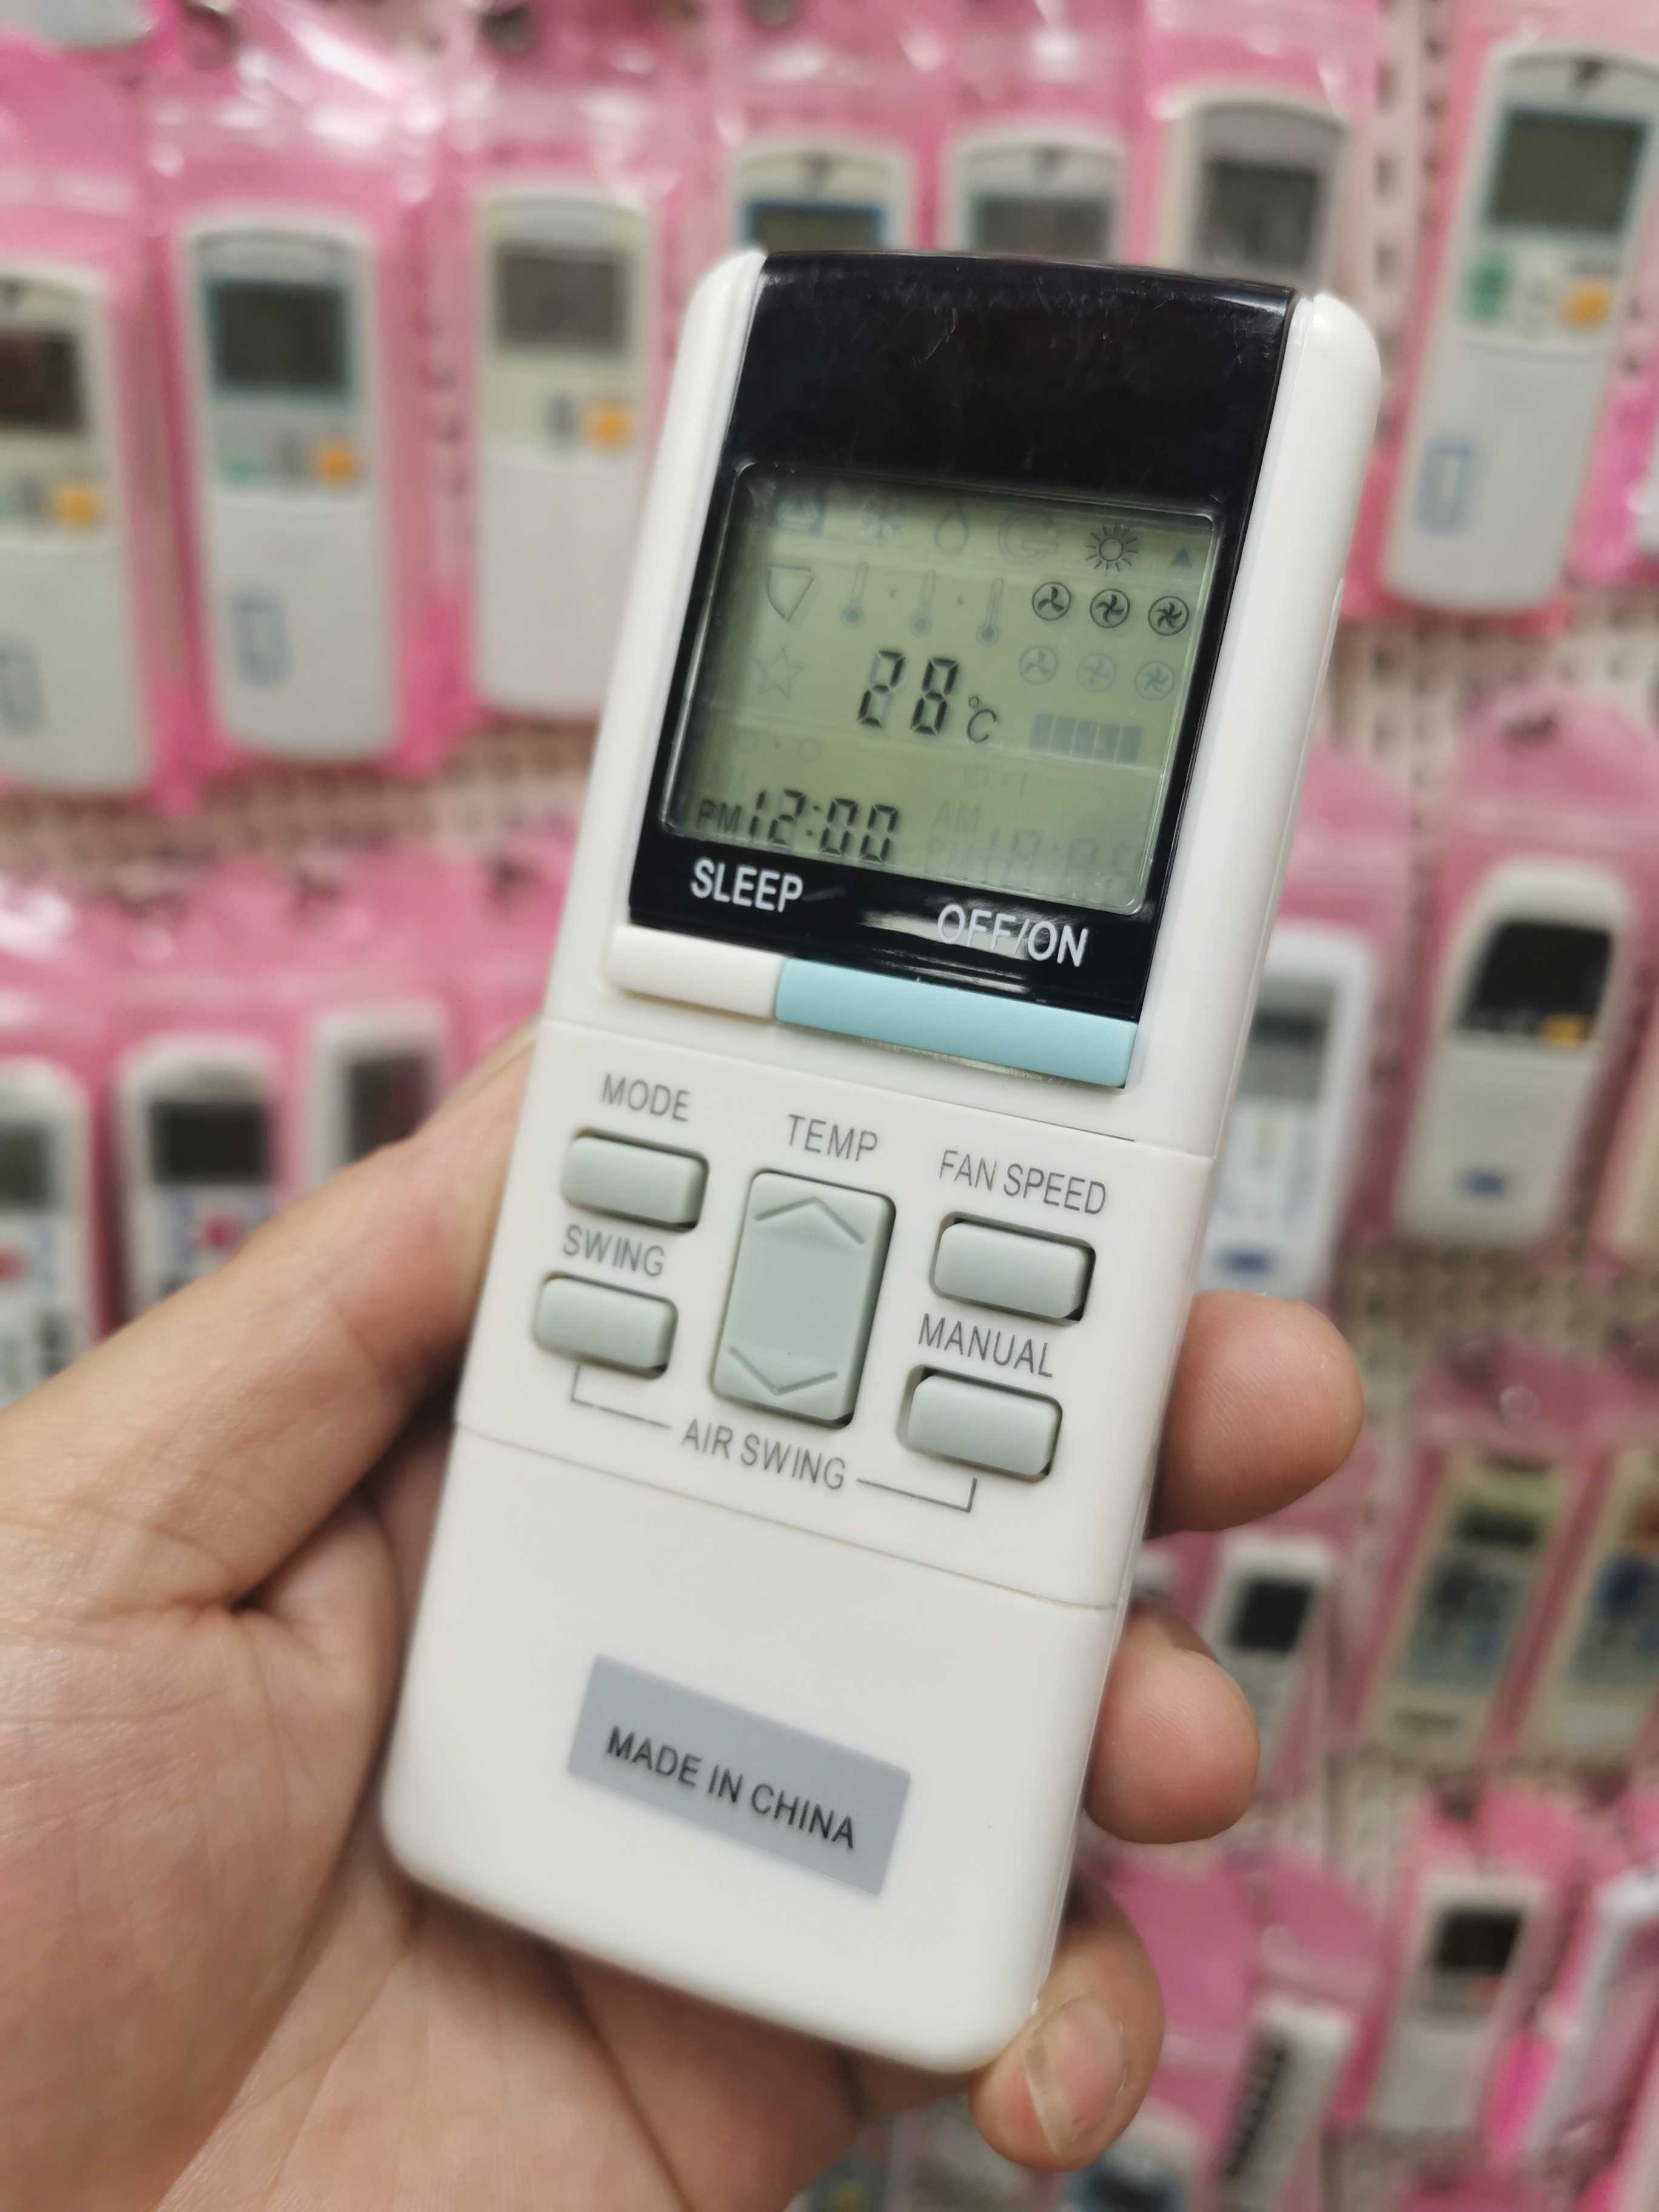 28°C
PM 12:00
SLEEP
OFF/ON
MODE
TEMP
FAN SPEED
SWING
MANUAL
AIR SWING
MADE IN CHINA